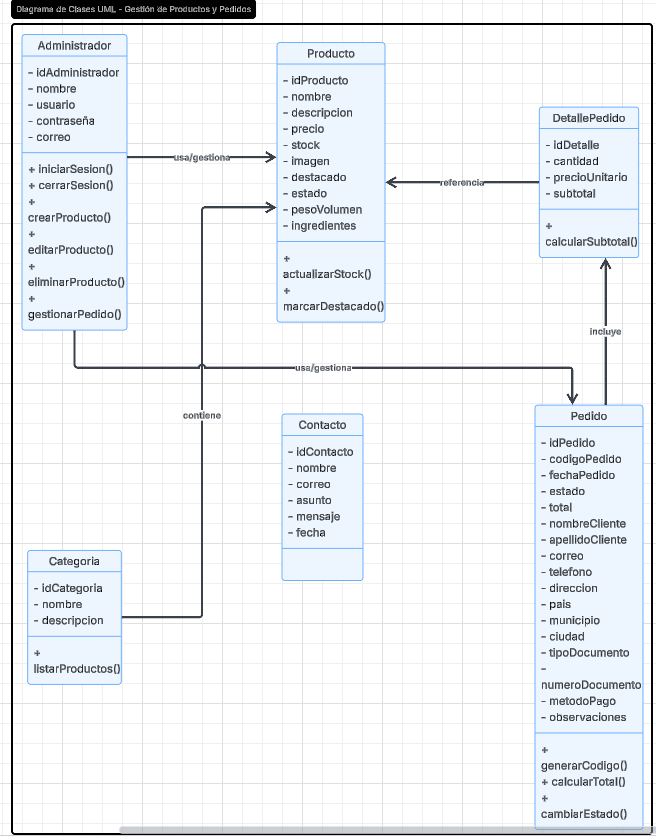 Diagrama de Clases UML - Gestión de Productos y Pedidos
Administrador
- idAdministrador
- nombre
- usuario
- contraseña
- correo
+ iniciarSesion()
+ cerrarSesion()
+
crearProducto()
+
editarProducto()
+
eliminarProducto()
+
gestionarPedido()
usa/gestiona
Producto
- idProducto
- nombre
- descripcion
- precio
- stock
- imagen
- destacado
- estado
- pesoVolumen
- ingredientes
+
actualizarStock()
+
marcarDestacado()
referencia
DetallePedido
- idDetalle
- cantidad
- precioUnitario
- subtotal
+
calcularSubtotal()
incluye
usa/gestiona
contiene
Contacto
- idContacto
- nombre
- correo
- asunto
- mensaje
- fecha
Categoria
- idCategoria
- nombre
- descripcion
+
listarProductos()
Pedido
- idPedido
- codigoPedido
- fechaPedido
- estado
- total
- nombreCliente
- apellidoCliente
- correo
- telefono
- direccion
- pais
- municipio
- ciudad
- tipoDocumento
-
numeroDocumento
- metodoPago
- observaciones
+
generarCodigo()
+ calcularTotal()
+
cambiarEstado()